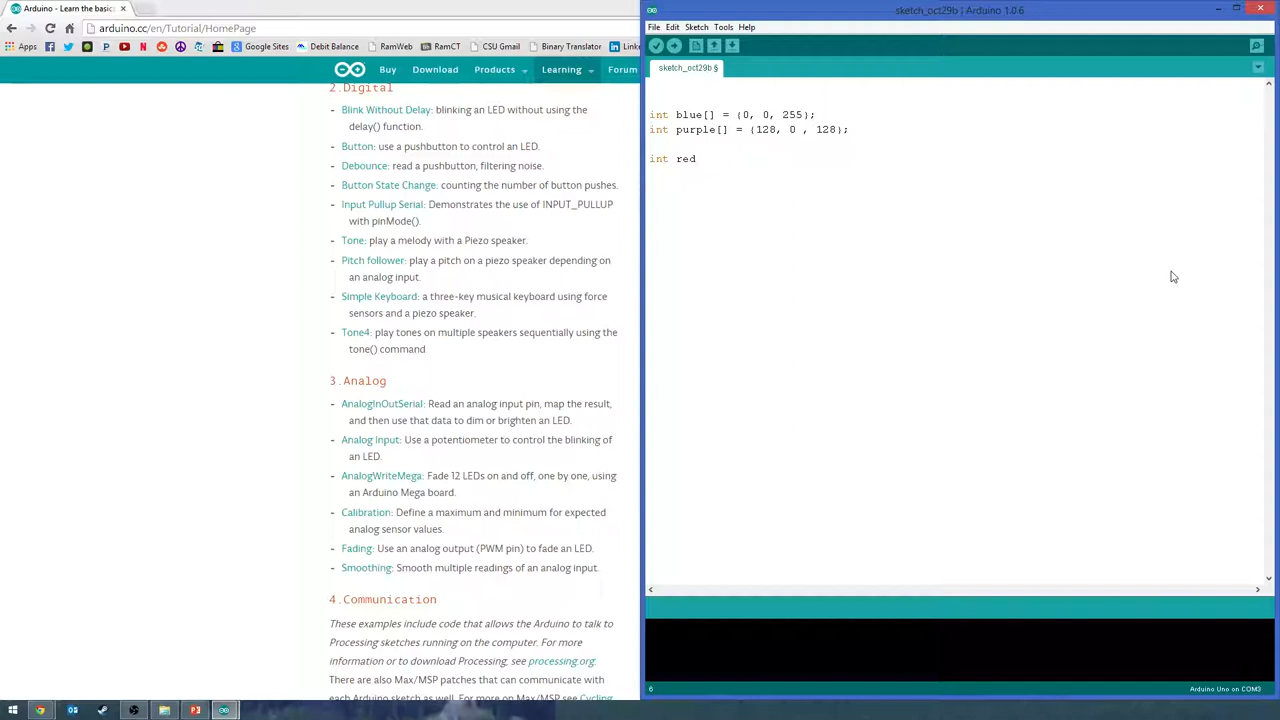 Arduino - Learn the basic
arduino.cc/en/Tutorial/HomePage
Apps
Google Sites
Debit Balance
RamWeb
RamCT
CSU Gmail
Binary Translator
Linke
Buy
Download
Products
Learning
Forum
2.Digital
- Blink Without Delay: blinking an LED without using the
delay() function.
- Button: use a pushbutton to control an LED.
- Debounce: read a pushbutton, filtering noise.
- Button State Change: counting the number of button pushes.
- Input Pullup Serial: Demonstrates the use of INPUT_PULLUP
with pinMode().
- Tone: play a melody with a Piezo speaker.
- Pitch follower: play a pitch on a piezo speaker depending on
an analog input.
- Simple Keyboard: a three-key musical keyboard using force
sensors and a piezo speaker.
- Tone4: play tones on multiple speakers sequentially using the
tone() command
3.Analog
- AnalogInOutSerial: Read an analog input pin, map the result,
and then use that data to dim or brighten an LED.
- Analog Input: Use a potentiometer to control the blinking of
an LED.
- AnalogWriteMega: Fade 12 LEDs on and off, one by one, using
an Arduino Mega board.
- Calibration: Define a maximum and minimum for expected
analog sensor values.
- Fading: Use an analog output (PWM pin) to fade an LED.
- Smoothing: Smooth multiple readings of an analog input.
4.Communication
These examples include code that allows the Arduino to talk to
Processing sketches running on the computer. For more
information or to download Processing, see processing.org.
There are also Max/MSP patches that can communicate with
each Arduino sketch as well. For more on Max/MSP see Cycling
sketch_oct29b | Arduino 1.0.6
File Edit Sketch Tools Help
sketch_oct29b §
int blue[] = {0, 0, 255};
int purple[] = {128, 0 , 128};
int red
6
Arduino Uno on COM3